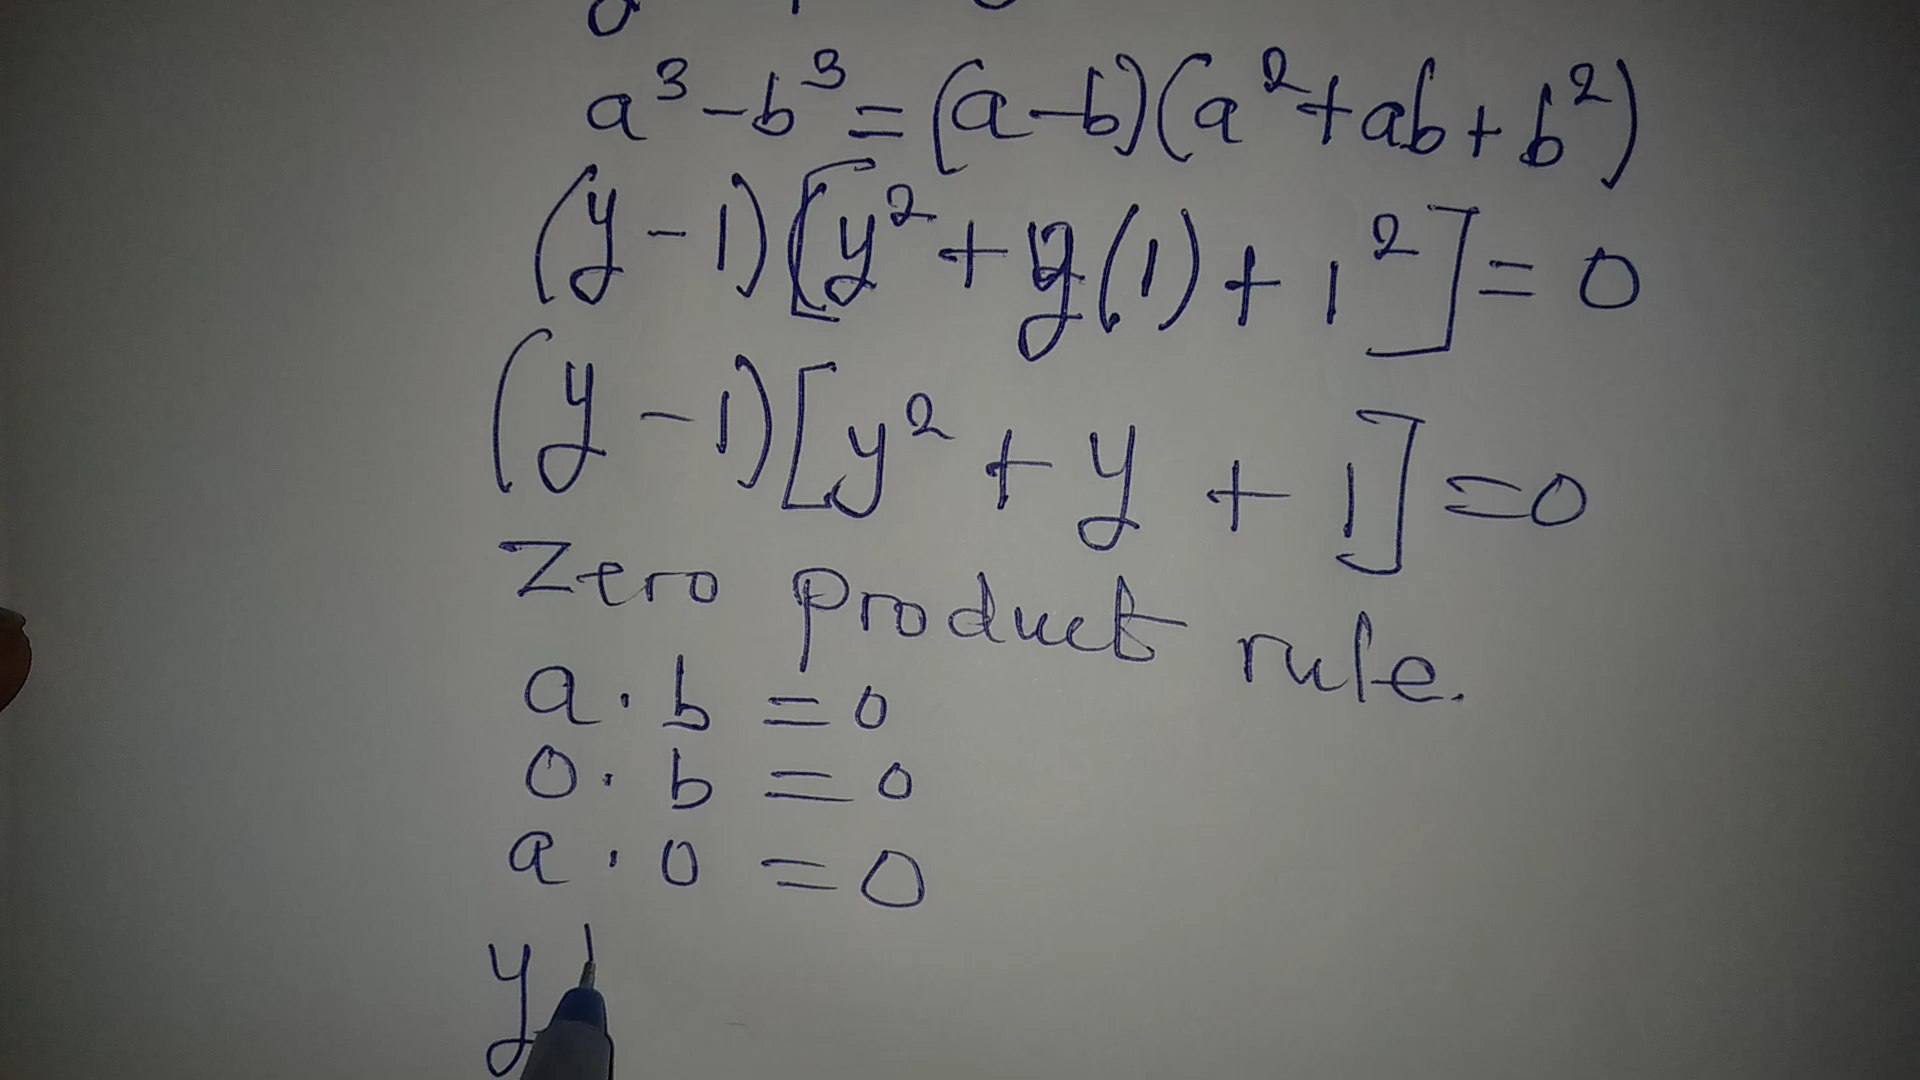 a³-b³=(a-b)(a²+ab+b²)
(y-1)[y²+y(1)+1²]=0
(y-1)[y²+y+1]=0
Zero product rule.
a·b=0
0·b=0
a·0=0
y